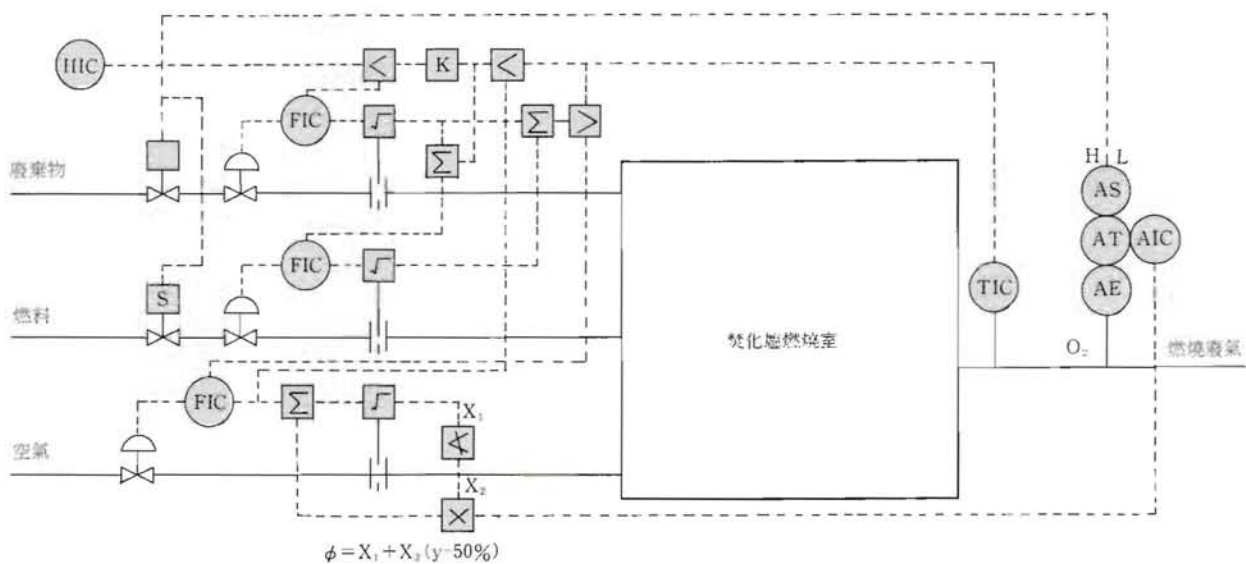 HIC
<
K
<
FIC
√
Σ
>
Σ
H L
AS
廢棄物
FIC
√
AT
AIC
S
TIC
AE
燃料
焚化爐燃燒室
O₂
燃燒廢氣
FIC
Σ
√
X₁
空氣
∢
X₂
×
φ=X₁+X₂(y-50%)